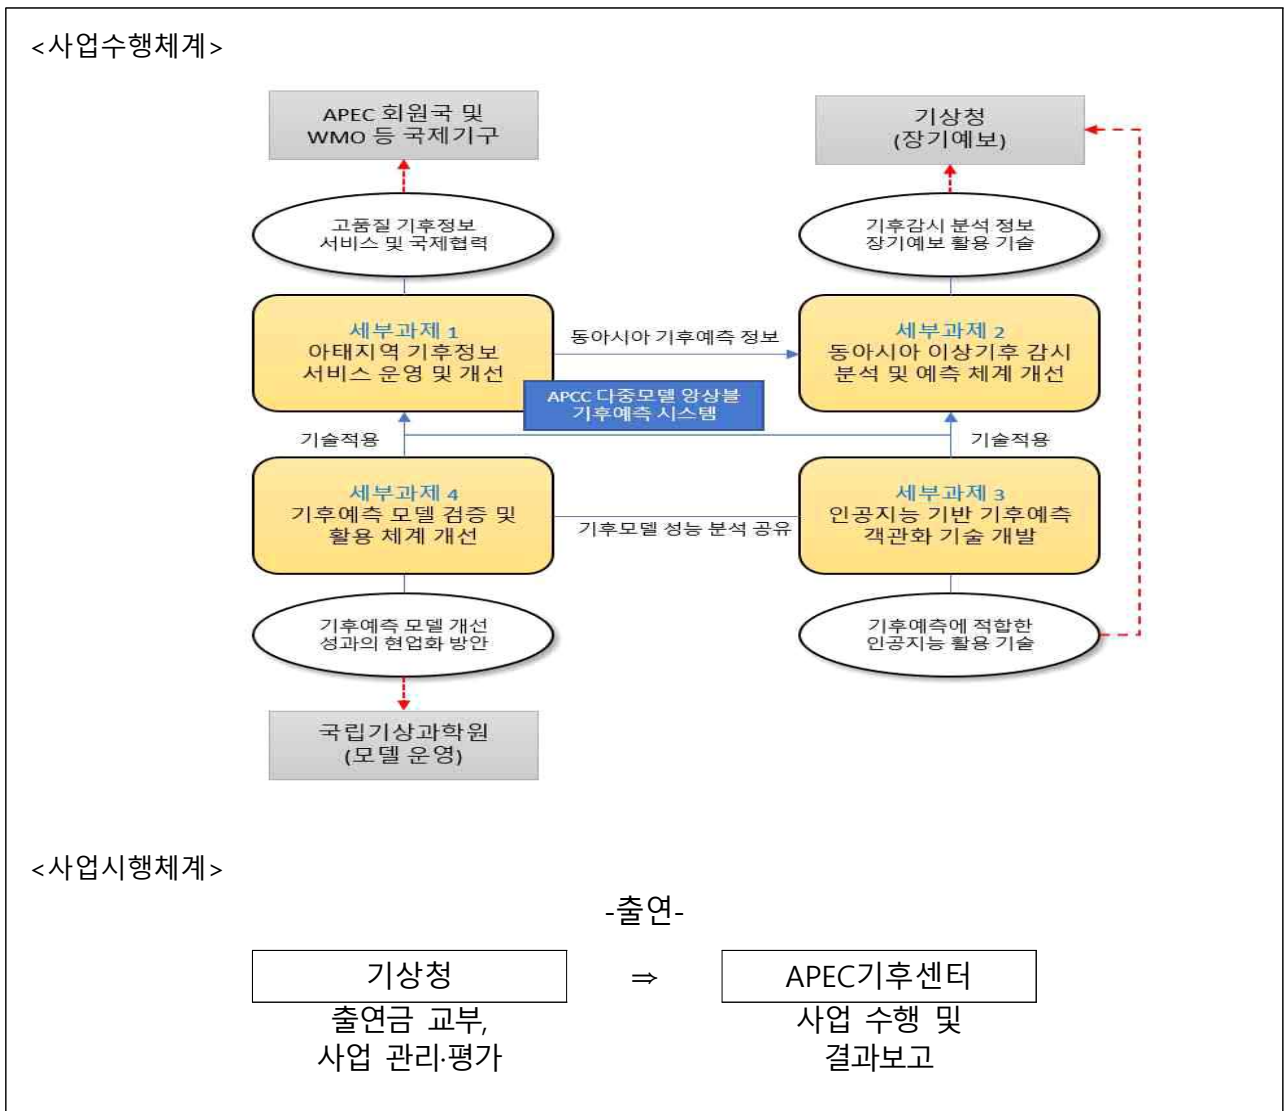 <사업수행체계>
APEC 회원국 및
WMO 등 국제기구
기상청
(장기예보)
고품질 기후정보
서비스 및 국제협력
기후감시 분석 정보
장기예보 활용 기술
세부과제 1
아태지역 기후정보
서비스 운영 및 개선
동아시아 기후예측 정보
세부과제 2
동아시아 이상기후 감시
분석 및 예측 체계 개선
APCC 다중모델 앙상블
기후예측 시스템
기술적용
기술적용
세부과제 4
기후예측 모델 검증 및
활용 체계 개선
기후모델 성능 분석 공유
세부과제 3
인공지능 기반 기후예측
객관화 기술 개발
기후예측 모델 개선
성과의 현업화 방안
기후예측에 적합한
인공지능 활용 기술
국립기상과학원
(모델 운영)
<사업시행체계>
-출연-
기상청
⇒
APEC기후센터
출연금 교부,
사업 관리·평가
사업 수행 및
결과보고